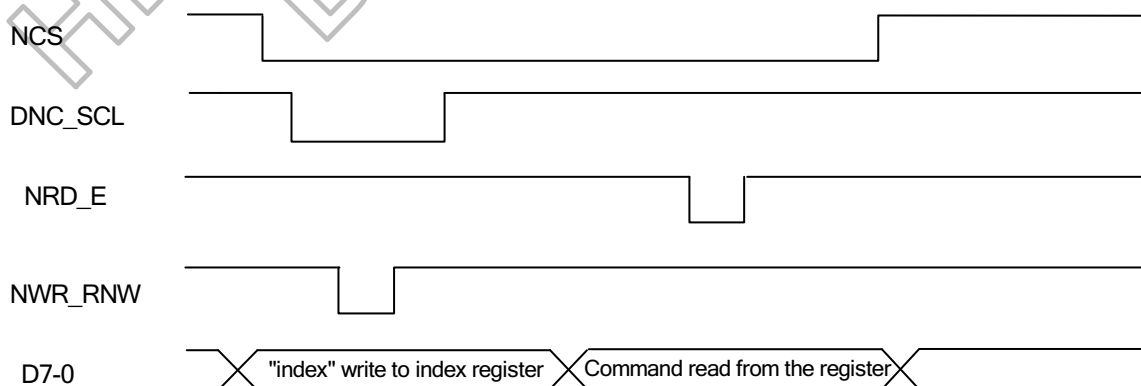 NCS
DNC_SCL
NRD_E
NWR_RNW
D7-0 "index" write to index register Command read from the register